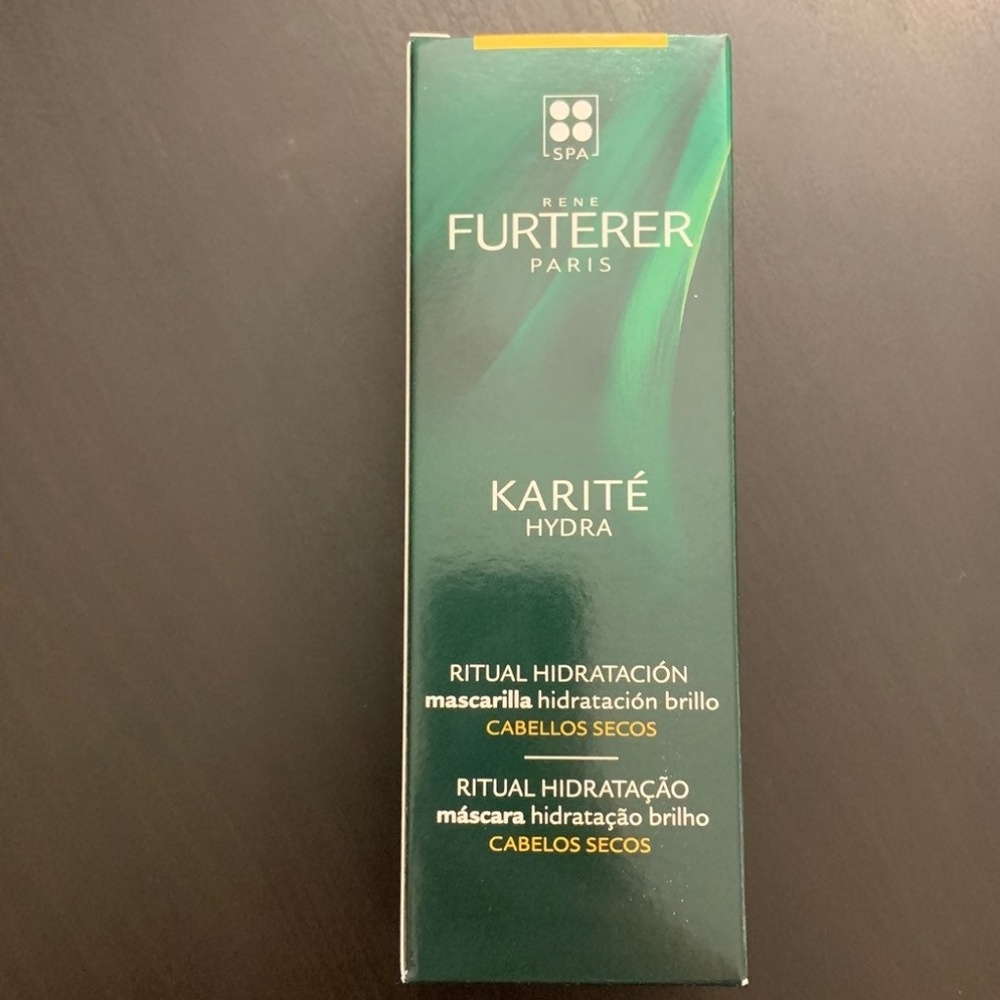 SPA
RENE
FURTERER
PARIS
KARITÉ
HYDRA
RITUAL HIDRATACIÓN
mascarilla hidratación brillo
CABELLOS SECOS
RITUAL HIDRATAÇÃO
máscara hidratação brilho
CABELOS SECOS